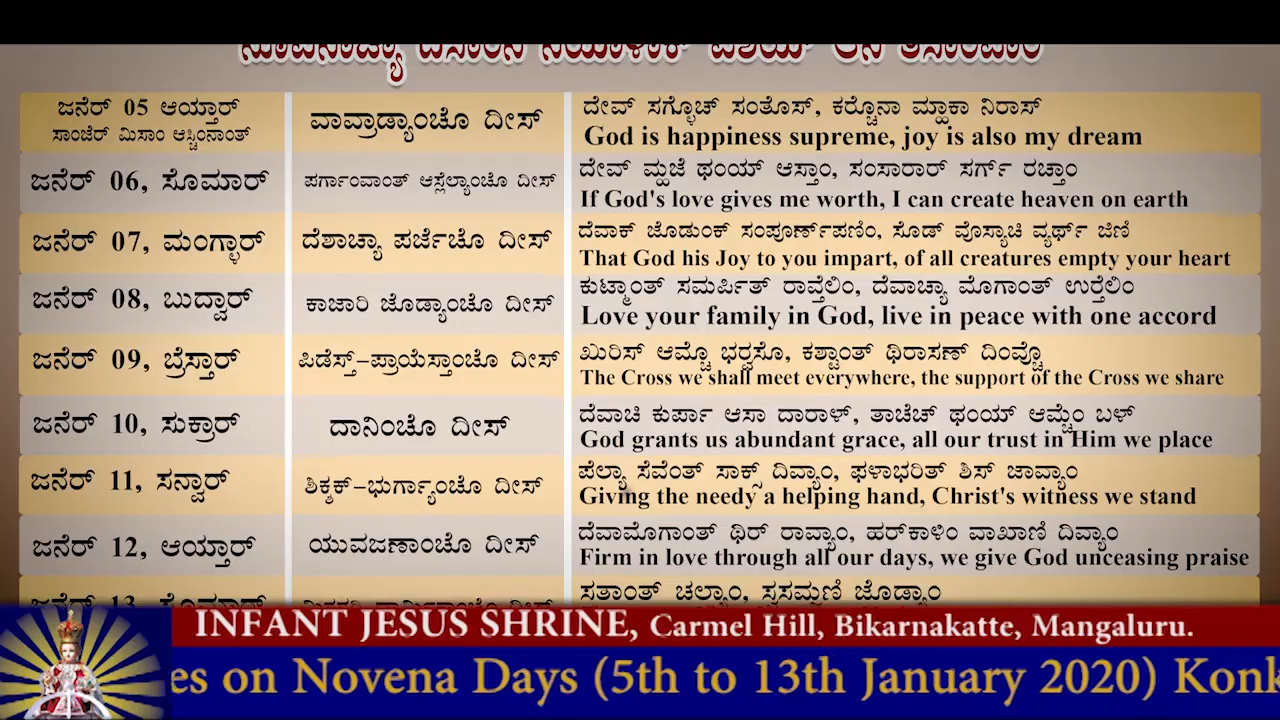 ಜನೆರ್ 05 ಆಯ್ತಾರ್
ಸಾಂಜೆರ್ ಮಿಸಾಂ ಆಸ್ಚಿಂನಾಂತ್
ವಾವ್ರಾಡ್ಯಾಂಚೊ ದೀಸ್
ದೇವ್ ಸಗ್ಳೊಚ್ ಸಂತೊಸ್, ಕರ್‍ಚೊನಾ ಮ್ಹಾಕಾ ನಿರಾಸ್
God is happiness supreme, joy is also my dream
ಜನೆರ್ 06, ಸೊಮಾರ್
ಪರ್ಗಾಂವಾಂತ್ ಆಸ್ಲೆಲ್ಯಾಂಚೊ ದೀಸ್
ದೇವ್ ಮ್ಹಜೆ ಥಂಯ್ ಆಸ್ತಾಂ, ಸಂಸಾರಾರ್ ಸರ್ಗ್ ರಚ್ತಾಂ
If God's love gives me worth, I can create heaven on earth
ಜನೆರ್ 07, ಮಂಗ್ಳಾರ್
ದೆಶಾಚ್ಯಾ ಪರ್ಜೆಚೊ ದೀಸ್
ದೆವಾಕ್ ಜೊಡುಂಕ್ ಸಂಪೂರ್ಣ್‌ಪಣಿಂ, ಸೊಡ್ ವೊಸ್ಯಾಚಿ ವ್ಯರ್ಥ್ ಜಿಣಿ
That God his Joy to you impart, of all creatures empty your heart
ಜನೆರ್ 08, ಬುದ್ವಾರ್
ಕಾಜಾರಿ ಜೊಡ್ಯಾಂಚೊ ದೀಸ್
ಕುಟ್ಮಾಂತ್ ಸಮರ್ಪಿತ್ ರಾವ್ತೆಲಿಂ, ದೆವಾಚ್ಯಾ ಮೊಗಾಂತ್ ಉರ್‍ತೆಲಿಂ
Love your family in God, live in peace with one accord
ಜನೆರ್ 09, ಬ್ರೆಸ್ತಾರ್
ಪಿಡೆಸ್ತ್-ಪ್ರಾಯೆಸ್ತಾಂಚೊ ದೀಸ್
ಖುರಿಸ್ ಆಮ್ಚೊ ಭರ್‍ವಸೊ, ಕಶ್ಟಾಂತ್ ಥಿರಾಸಣ್ ದಿಂವ್ಚೊ
The Cross we shall meet everywhere, the support of the Cross we share
ಜನೆರ್ 10, ಸುಕ್ರಾರ್
ದಾನಿಂಚೊ ದೀಸ್
ದೆವಾಚಿ ಕುರ್ಪಾ ಆಸಾ ದಾರಾಳ್, ತಾಚೆಚ್ ಥಂಯ್ ಆಮ್ಚೆಂ ಬಳ್
God grants us abundant grace, all our trust in Him we place
ಜನೆರ್ 11, ಸನ್ವಾರ್
ಶಿಕ್ಶಕ್-ಭುರ್ಗ್ಯಾಂಚೊ ದೀಸ್
ಪೆಲ್ಯಾ ಸೆವೆಂತ್ ಸಾಕ್ಸ್ ದಿವ್ಯಾಂ, ಫಳಾಭರಿತ್ ಶಿಸ್ ಜಾವ್ಯಾಂ
Giving the needy a helping hand, Christ's witness we stand
ಜನೆರ್ 12, ಆಯ್ತಾರ್
ಯುವಜಣಾಂಚೊ ದೀಸ್
ದೆವಾಮೊಗಾಂತ್ ಥಿರ್ ರಾವ್ಯಾಂ, ಹರ್‌ಕಾಳಿಂ ವಾಖಾಣಿ ದಿವ್ಯಾಂ
Firm in love through all our days, we give God unceasing praise
ಜನೆರ್ 13, ಸೊಮಾರ್
ಸತಾಂತ್ ಚಲ್ಯಾಂ, ಸ್ವಸಮ್ಜಣಿ ಜೊಡ್ಯಾಂ
INFANT JESUS SHRINE, Carmel Hill, Bikarnakatte, Mangaluru.
es on Novena Days (5th to 13th January 2020) Konk